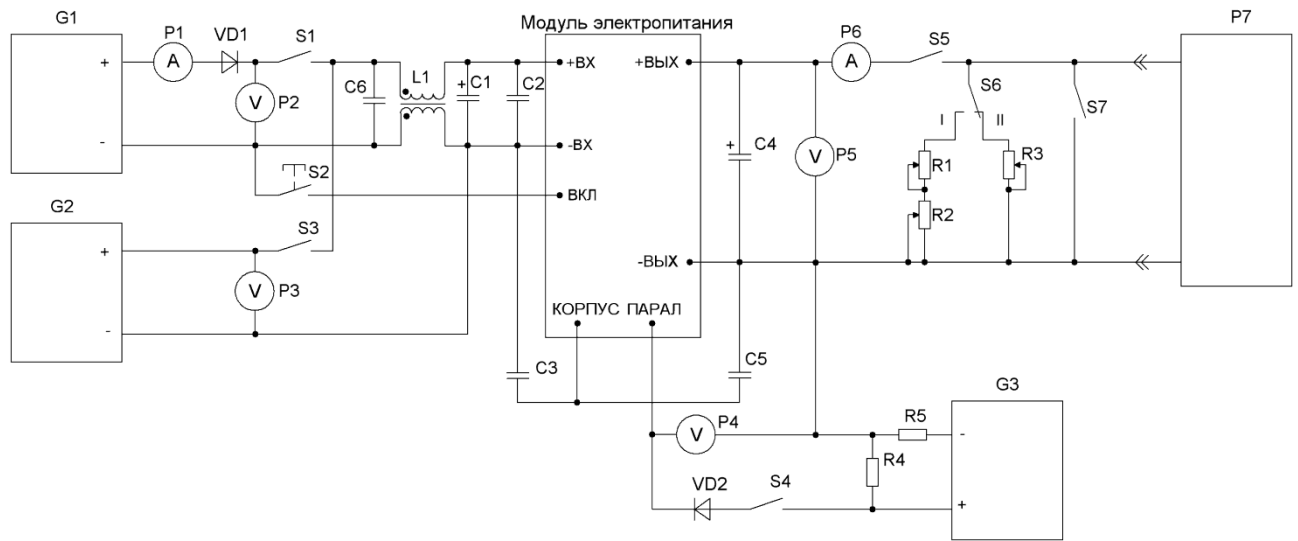 G1
P1
VD1
S1
Модуль электропитания
P6
S5
P7
+
A
+
C6
L1
C1
C2
+ВХ
+ВЫХ
A
S6
V
P2
I
II
S7
-
-ВХ
+
C4
V
P5
R1
R3
S2
ВКЛ
G2
R2
S3
+
-ВЫХ
V
P3
КОРПУС ПАРАЛ
-
C3
C5
G3
V
P4
R5
-
R4
VD2
S4
+